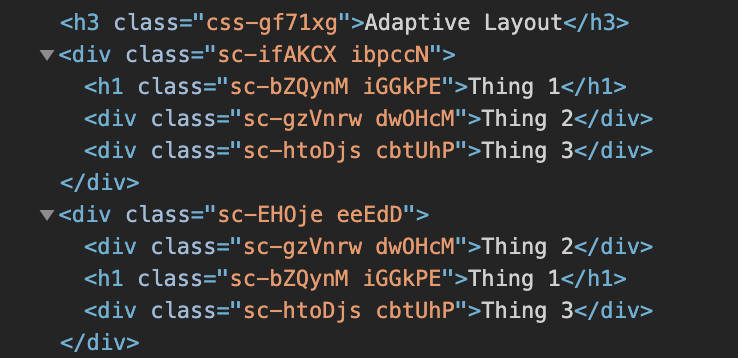 <h3 class="css-gf71xg">Adaptive Layout</h3>
<div class="sc-ifAKCX ibpccN">
<h1 class="sc-bZQynM iGGkPE">Thing 1</h1>
<div class="sc-gzVnrw dwOHcM">Thing 2</div>
<div class="sc-htoDjs cbtUhP">Thing 3</div>
</div>
<div class="sc-EHOje eeEdD">
<div class="sc-gzVnrw dwOHcM">Thing 2</div>
<h1 class="sc-bZQynM iGGkPE">Thing 1</h1>
<div class="sc-htoDjs cbtUhP">Thing 3</div>
</div>